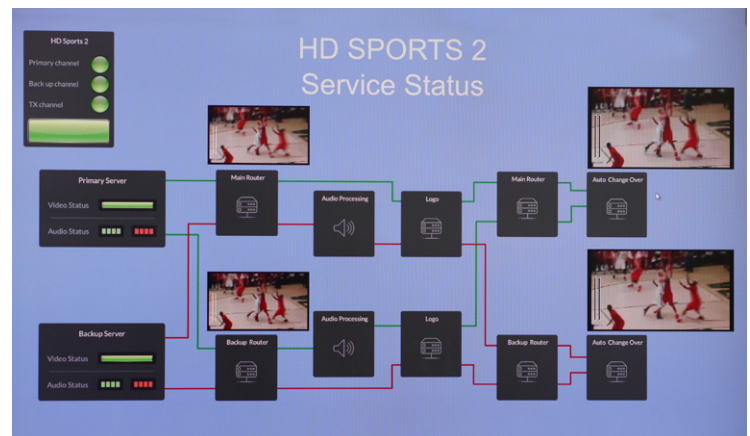 HD SPORTS 2
Service Status
HD Sports 2
Primary channel
Back up channel
TX channel
Primary Server
Video Status
Audio Status
Main Router
Audio Processing
Logo
Main Router
Auto Change Over
Backup Server
Video Status
Audio Status
Backup Router
Audio Processing
Logo
Backup Router
Auto Change Over